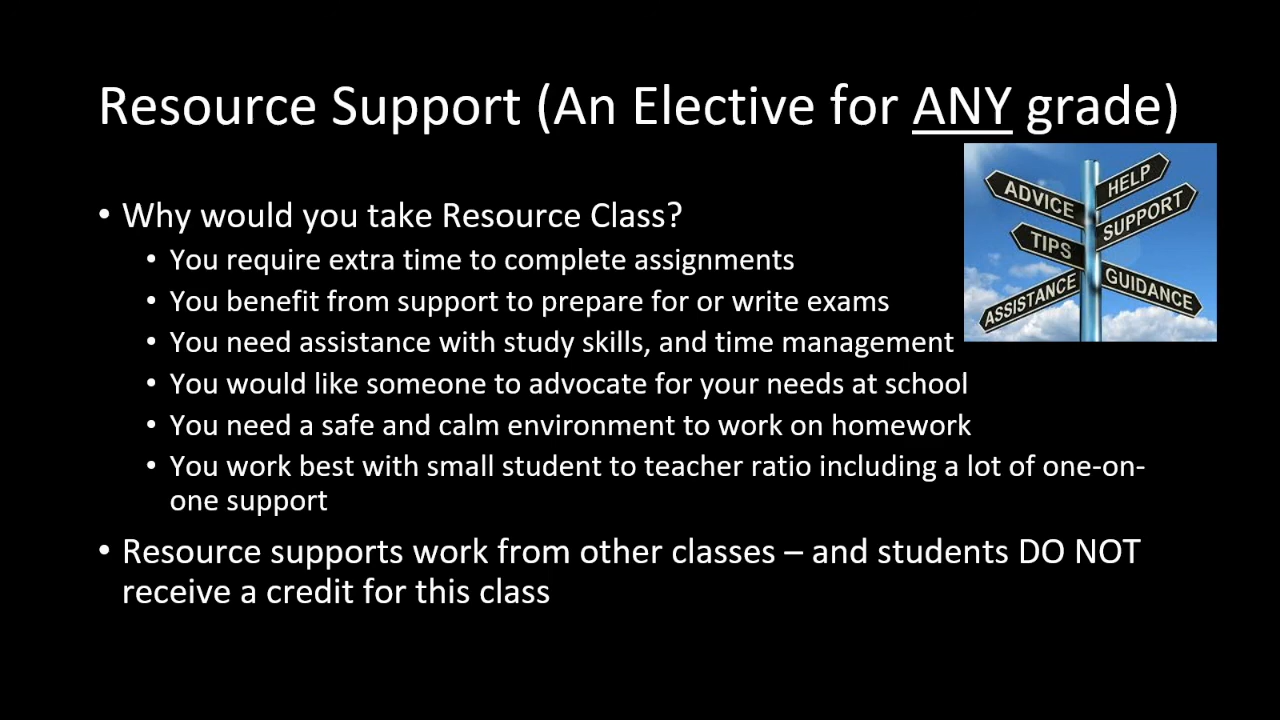 Resource Support (An Elective for ANY grade)
• Why would you take Resource Class?
• You require extra time to complete assignments
• You benefit from support to prepare for or write exams
• You need assistance with study skills, and time management
• You would like someone to advocate for your needs at school
• You need a safe and calm environment to work on homework
• You work best with small student to teacher ratio including a lot of one-on-
one support
• Resource supports work from other classes – and students DO NOT
receive a credit for this class
ADVICE
HELP
SUPPORT
TIPS
ASSISTANCE
GUIDANCE